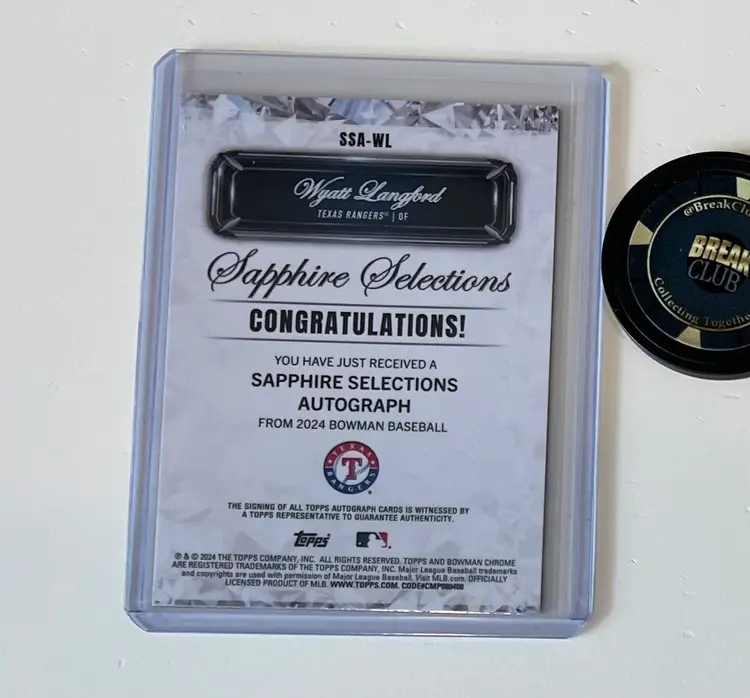 SSA-WL
Wyatt Langford
TEXAS RANGERS™ | OF
Sapphire Selections
CONGRATULATIONS!
YOU HAVE JUST RECEIVED A
SAPPHIRE SELECTIONS
AUTOGRAPH
FROM 2024 BOWMAN BASEBALL
TEXAS
T
RANGERS
THE SIGNING OF ALL TOPPS AUTOGRAPH CARDS IS WITNESSED BY
A TOPPS REPRESENTATIVE TO GUARANTEE AUTHENTICITY.
topps
® & © 2024 THE TOPPS COMPANY, INC. ALL RIGHTS RESERVED. TOPPS AND BOWMAN CHROME
ARE REGISTERED TRADEMARKS OF THE TOPPS COMPANY, INC. Major League Baseball trademarks
and copyrights are used with permission of Major League Baseball. Visit MLB.com. OFFICIALLY
LICENSED PRODUCT OF MLB. WWW.TOPPS.COM.
@BreakClu
BREAK
CLUB
Collecting Togethe